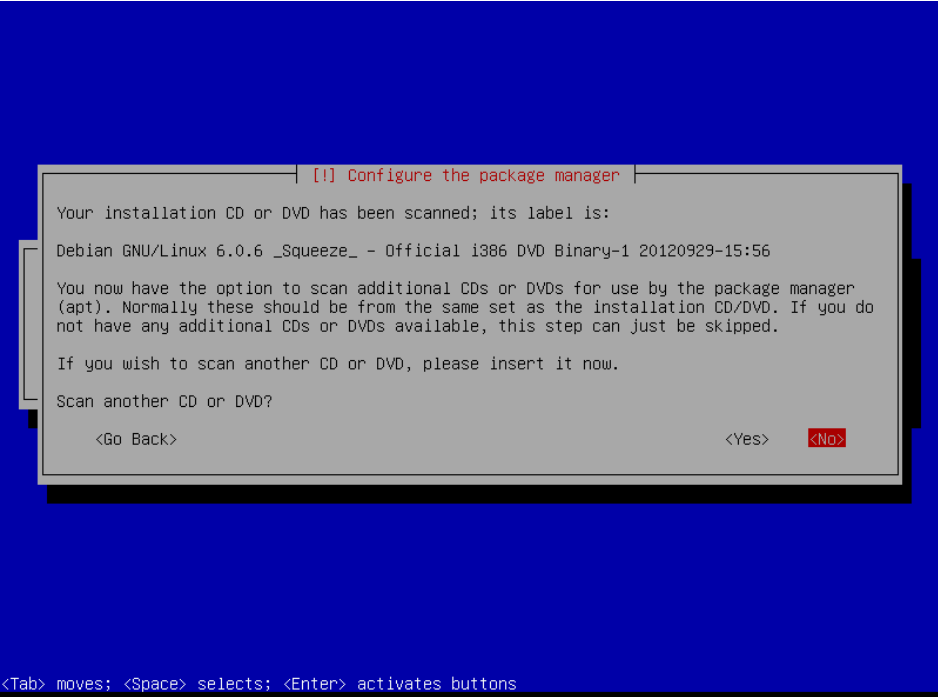 [!] Configure the package manager
Your installation CD or DVD has been scanned; its label is:
Debian GNU/Linux 6.0.6 _Squeeze_ - Official i386 DVD Binary-1 20120929-15:56
You now have the option to scan additional CDs or DVDs for use by the package manager
(apt). Normally these should be from the same set as the installation CD/DVD. If you do
not have any additional CDs or DVDs available, this step can just be skipped.
If you wish to scan another CD or DVD, please insert it now.
Scan another CD or DVD?
<Go Back> <Yes> <No>
<Tab> moves; <Space> selects; <Enter> activates buttons